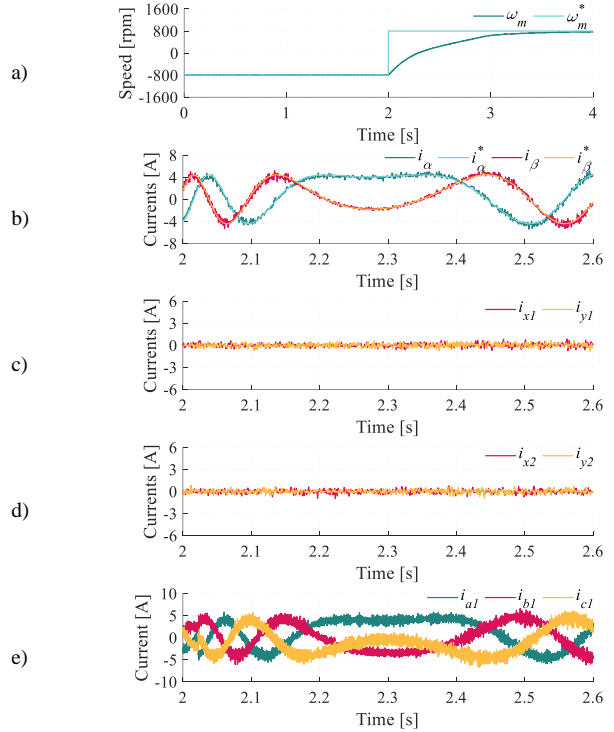 a)
Speed [rpm]
1600
800
0
-800
-1600
ω_m ω_m^*
0 1 2 3 4
Time [s]
b)
Currents [A]
8
4
0
-4
-8
i_α i_α^* i_β i_β^*
2 2.1 2.2 2.3 2.4 2.5 2.6
Time [s]
c)
Currents [A]
6
3
0
-3
-6
i_x1 i_y1
2 2.1 2.2 2.3 2.4 2.5 2.6
Time [s]
d)
Currents [A]
6
3
0
-3
-6
i_x2 i_y2
2 2.1 2.2 2.3 2.4 2.5 2.6
Time [s]
e)
Current [A]
10
5
0
-5
-10
i_a1 i_b1 i_c1
2 2.1 2.2 2.3 2.4 2.5 2.6
Time [s]